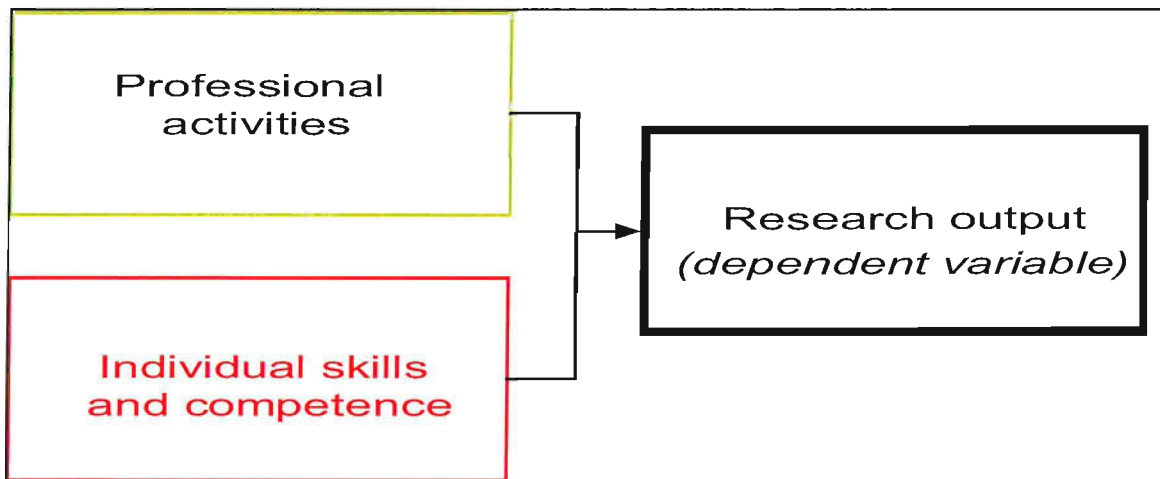 Professional
activities
Research output
(dependent variable)
Individual skills
and competence